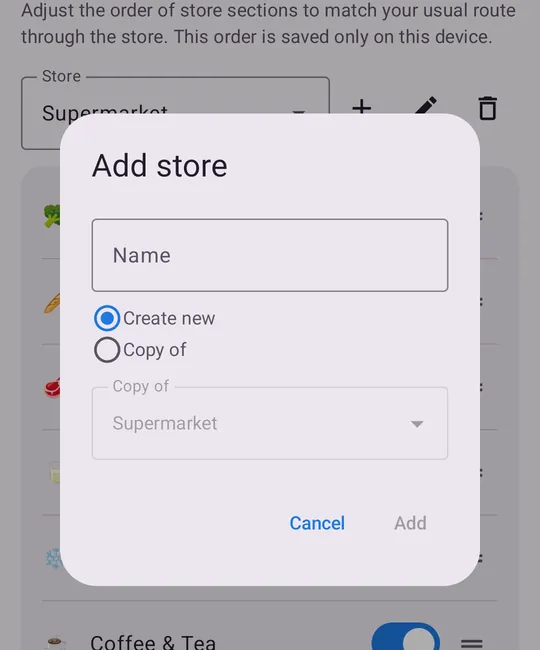 Adjust the order of store sections to match your usual route
through the store. This order is saved only on this device.
Store
Supermarket
Add store
Name
Create new
Copy of
Copy of
Supermarket
Cancel
Add
Coffee & Tea